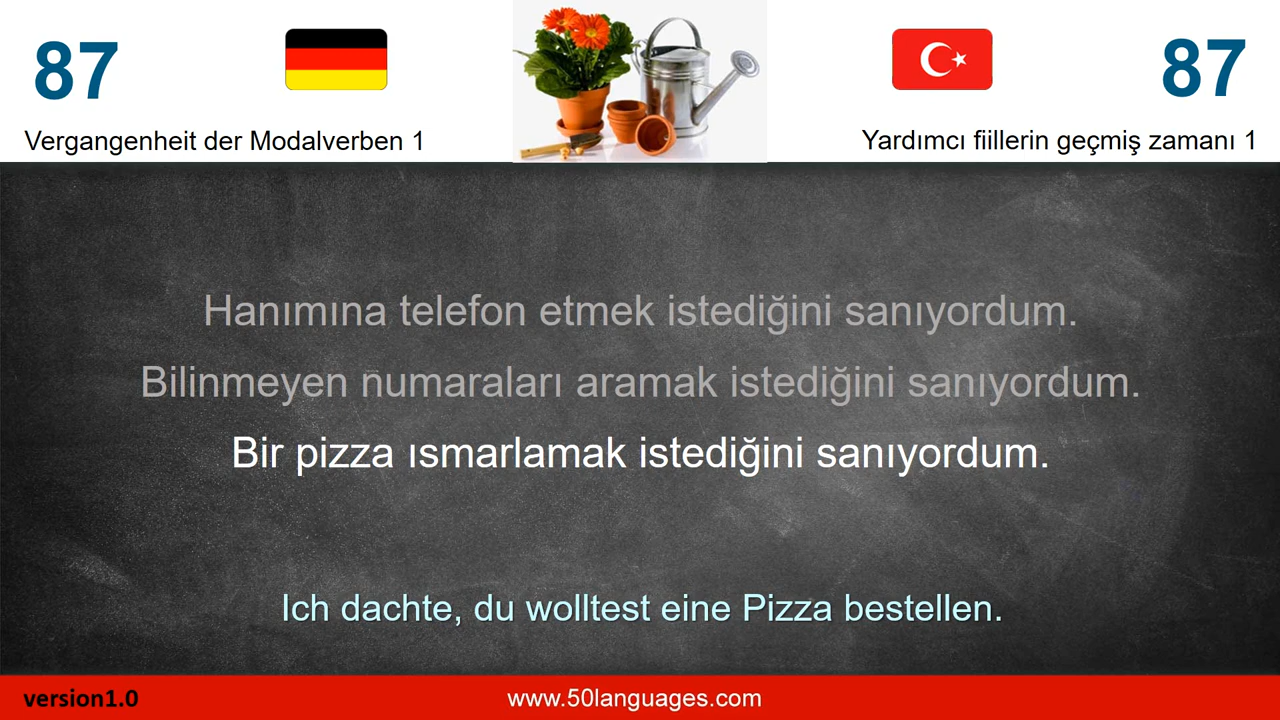 87
87
Vergangenheit der Modalverben 1
Yardımcı fiillerin geçmiş zamanı 1
Hanımına telefon etmek istediğini sanıyordum.
Bilinmeyen numaraları aramak istediğini sanıyordum.
Bir pizza ısmarlamak istediğini sanıyordum.
Ich dachte, du wolltest eine Pizza bestellen.
version1.0
www.50languages.com